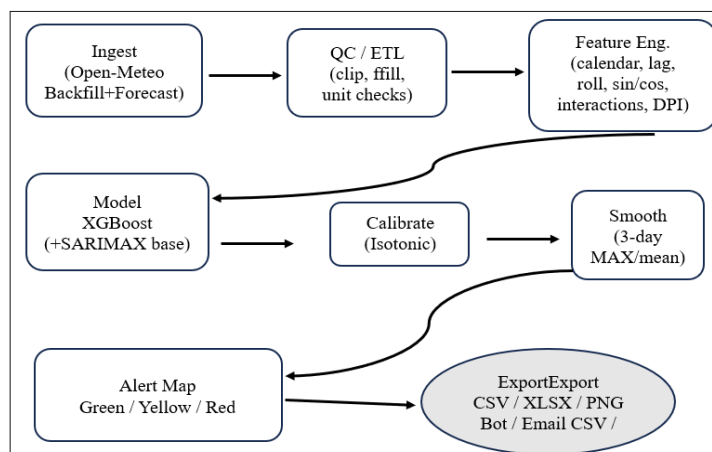 Ingest
(Open-Meteo
Backfill+Forecast)
QC / ETL
(clip, ffill,
unit checks)
Feature Eng.
(calendar, lag,
roll, sin/cos,
interactions, DPI)
Model
XGBoost
(+SARIMAX base)
Calibrate
(Isotonic)
Smooth
(3-day
MAX/mean)
Alert Map
Green / Yellow / Red
ExportExport
CSV / XLSX / PNG
Bot / Email CSV /